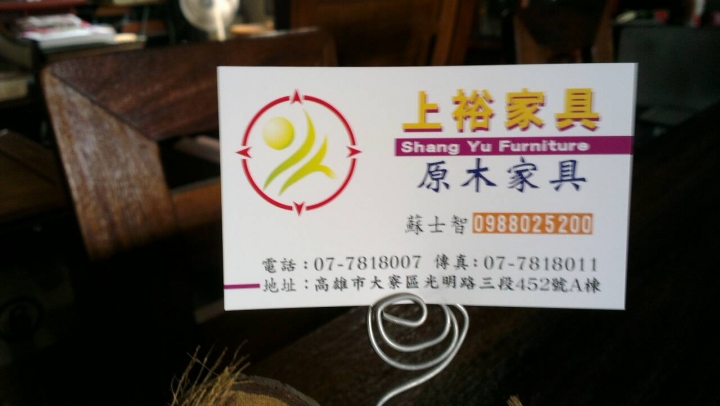 上裕家具
Shang Yu Furniture
原木家具
蘇士智 0988025200
電話：07-7818007 傳真：07-7818011
地址：高雄市大寮區光明路三段452號A棟